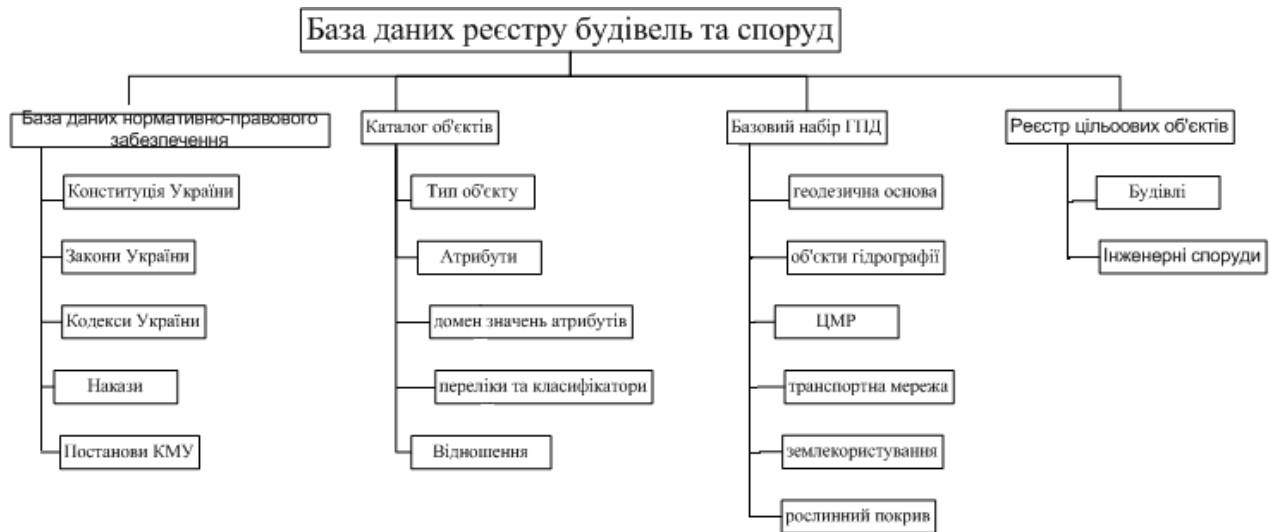 База даних реєстру будівель та споруд
База даних нормативно-правового
забезпечення
Конституція України
Закони України
Кодекси України
Накази
Постанови КМУ
Каталог об'єктів
Тип об'єкту
Атрибути
домен значень атрибутів
переліки та класифікатори
Відношення
Базовий набір ГПД
геодезична основа
об'єкти гідрографії
ЦМР
транспортна мережа
землекористування
рослинний покрив
Реєстр цільоових об'єктів
Будівлі
Інженерні споруди